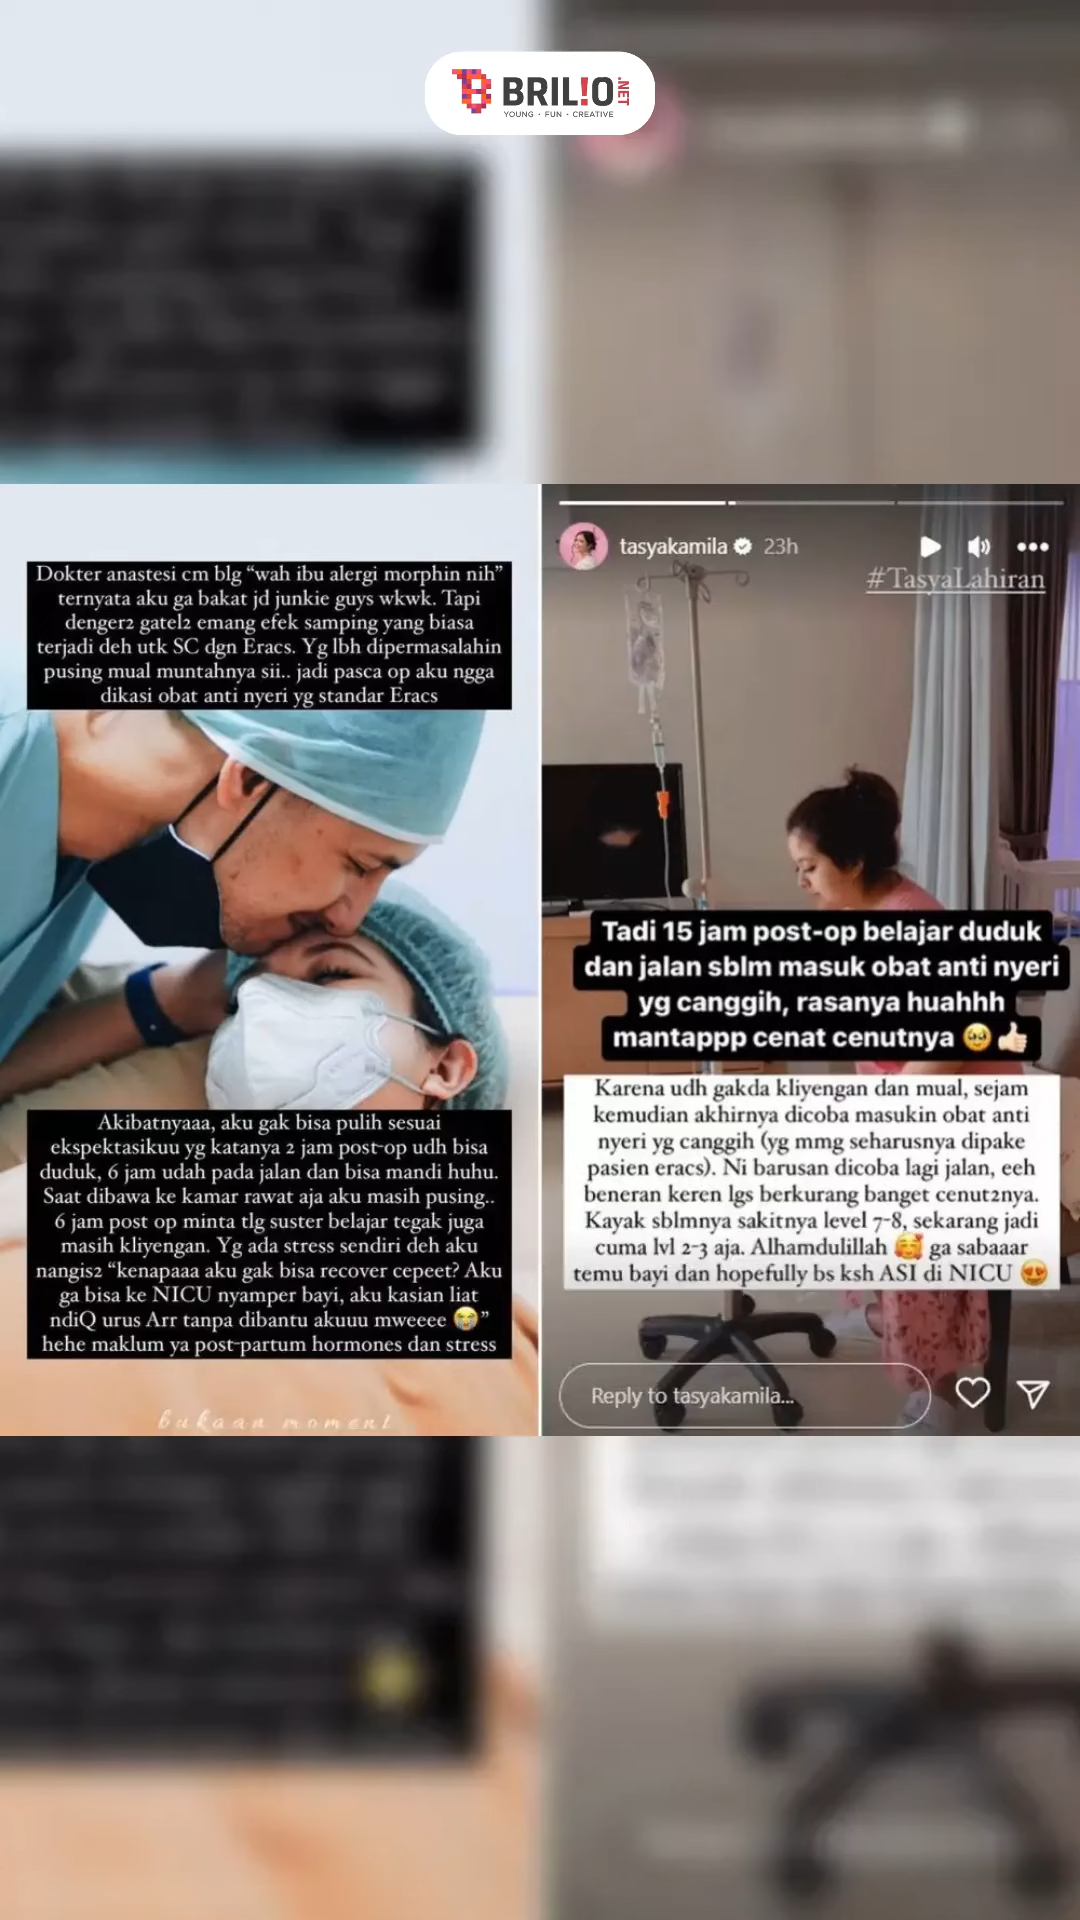 BRIL!O.NET
YOUNG · FUN · CREATIVE
Dokter anastesi cm blg “wah ibu alergi morphin nih”
ternyata aku ga bakat jd junkie guys wkwk. Tapi
denger2 gatel2 emang efek samping yang biasa
terjadi deh utk SC dgn Eracs. Yg lbh dipermasalahin
pusing mual muntahnya sii.. jadi pasca op aku ngga
dikasi obat anti nyeri yg standar Eracs
Akibatnyaaa, aku gak bisa pulih sesuai
ekspektasikuu yg katanya 2 jam post-op udh bisa
duduk, 6 jam udah pada jalan dan bisa mandi huhu.
Saat dibawa ke kamar rawat aja aku masih pusing..
6 jam post op minta tlg suster belajar tegak juga
masih kliyengan. Yg ada stress sendiri deh aku
nangis2 “kenapaaa aku gak bisa recover cepeet? Aku
ga bisa ke NICU nyamper bayi, aku kasian liat
ndiQ urus Arr tanpa dibantu akuuu mweeee 😭”
hehe maklum ya post-partum hormones dan stress
bukaan moment
tasyakamila 23h
#TasyaLahiran
Tadi 15 jam post-op belajar duduk
dan jalan sblm masuk obat anti nyeri
yg canggih, rasanya huahhh
mantappp cenat cenutnya 🥹👍🏻
Karena udh gakda kliyengan dan mual, sejam
kemudian akhirnya dicoba masukin obat anti
nyeri yg canggih (yg mmg seharusnya dipake
pasien eracs). Ni barusan dicoba lagi jalan, eeh
beneran keren lgs berkurang banget cenut2nya.
Kayak sblmnya sakitnya level 7-8, sekarang jadi
cuma lvl 2-3 aja. Alhamdulillah 🥰 ga sabaaar
temu bayi dan hopefully bs ksh ASI di NICU 😍
Reply to tasyakamila...